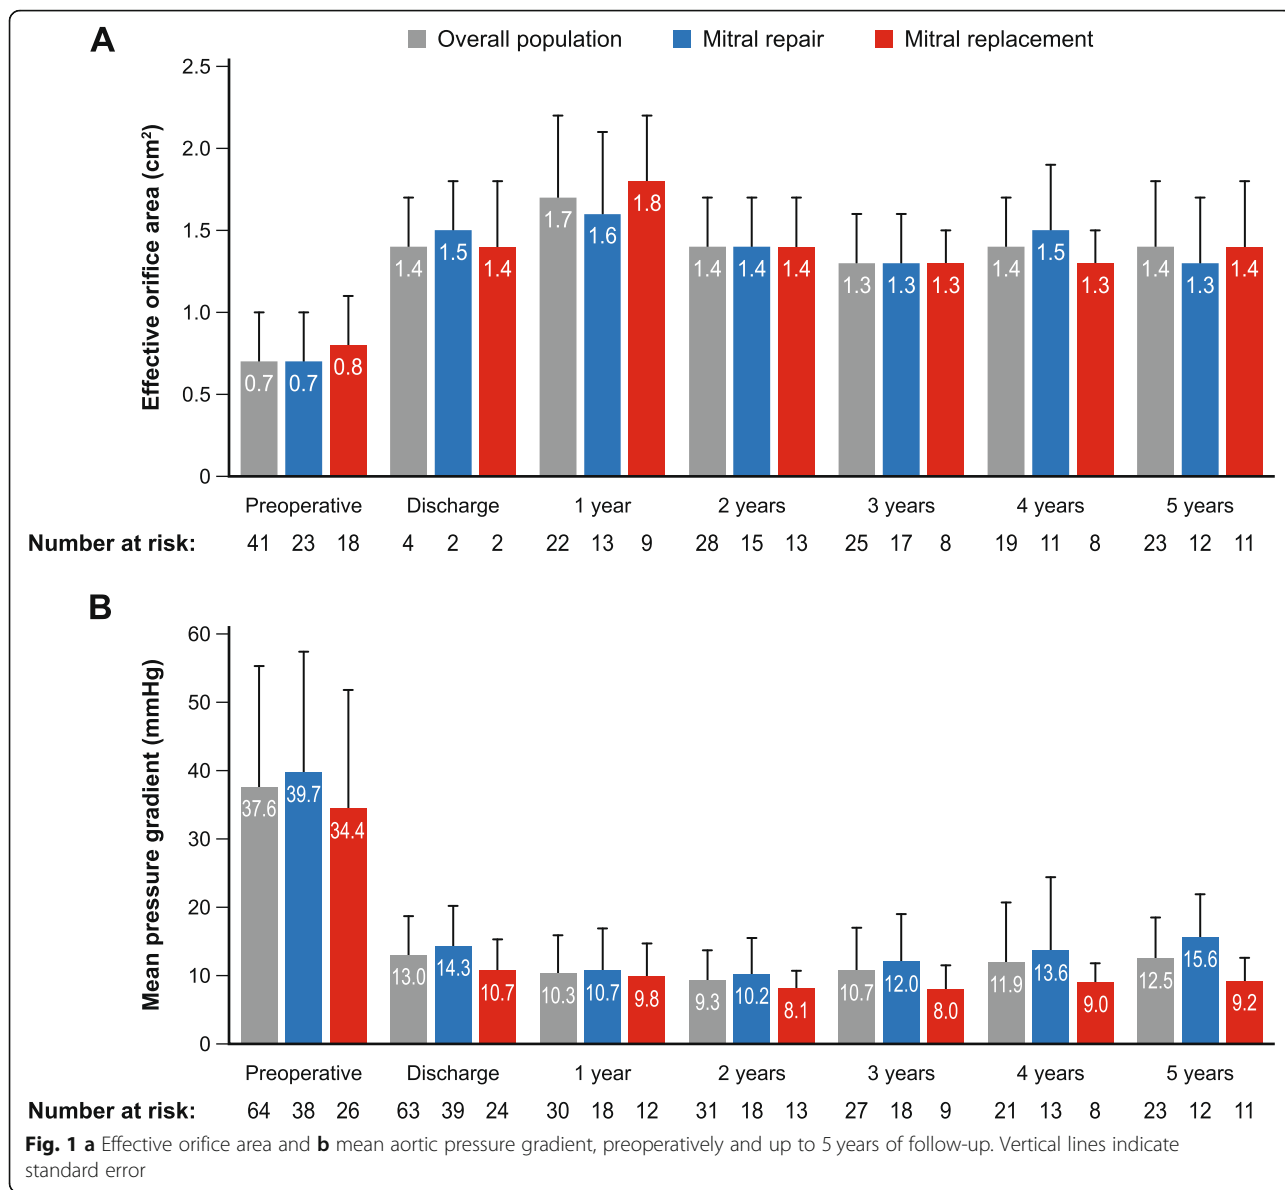 A
Overall population Mitral repair Mitral replacement
Effective orifice area (cm²)
2.5
2.0
1.5
1.0
0.5
0
0.7 0.7 0.8 1.4 1.5 1.4 1.7 1.6 1.8 1.4 1.4 1.4 1.3 1.3 1.3 1.4 1.5 1.3 1.4 1.3 1.4
Preoperative Discharge 1 year 2 years 3 years 4 years 5 years
Number at risk: 41 23 18 4 2 2 22 13 9 28 15 13 25 17 8 19 11 8 23 12 11
B
Mean pressure gradient (mmHg)
60
50
40
30
20
10
0
37.6 39.7 34.4 13.0 14.3 10.7 10.3 10.7 9.8 9.3 10.2 8.1 10.7 12.0 8.0 11.9 13.6 9.0 12.5 15.6 9.2
Preoperative Discharge 1 year 2 years 3 years 4 years 5 years
Number at risk: 64 38 26 63 39 24 30 18 12 31 18 13 27 18 9 21 13 8 23 12 11
Fig. 1 a Effective orifice area and b mean aortic pressure gradient, preoperatively and up to 5 years of follow-up. Vertical lines indicate
standard error